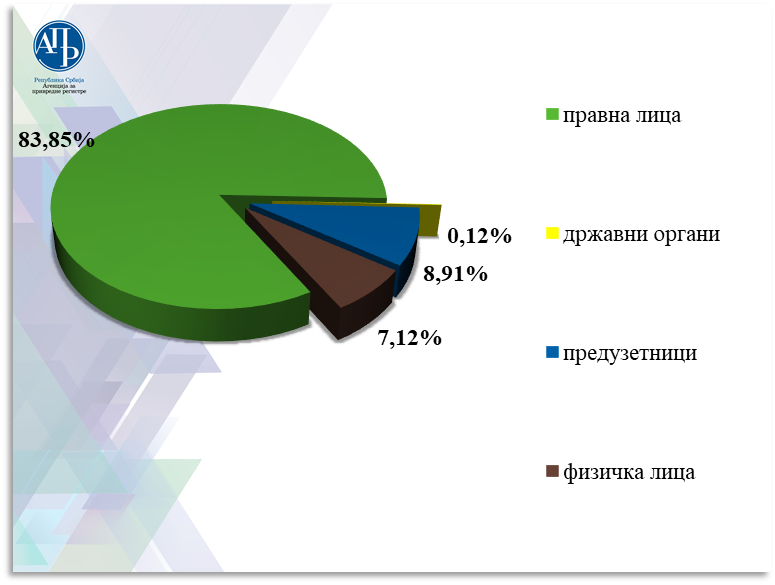 АПР
Република Србија
Агенција за
привредне регистре
83,85%
0,12%
8,91%
7,12%
правна лица
државни органи
предузетници
физичка лица